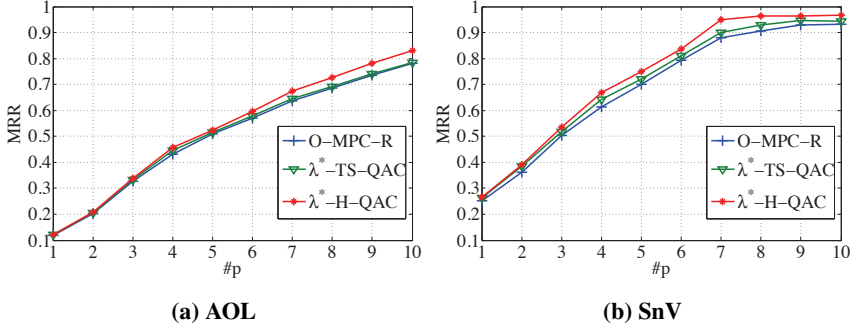 1
0.9
0.8
0.7
0.6
0.5
0.4
0.3
0.2
0.1
MRR
1 2 3 4 5 6 7 8 9 10
#p
O−MPC−R
λ*−TS−QAC
λ*−H−QAC
(a) AOL
1
0.9
0.8
0.7
0.6
0.5
0.4
0.3
0.2
0.1
MRR
1 2 3 4 5 6 7 8 9 10
#p
O−MPC−R
λ*−TS−QAC
λ*−H−QAC
(b) SnV